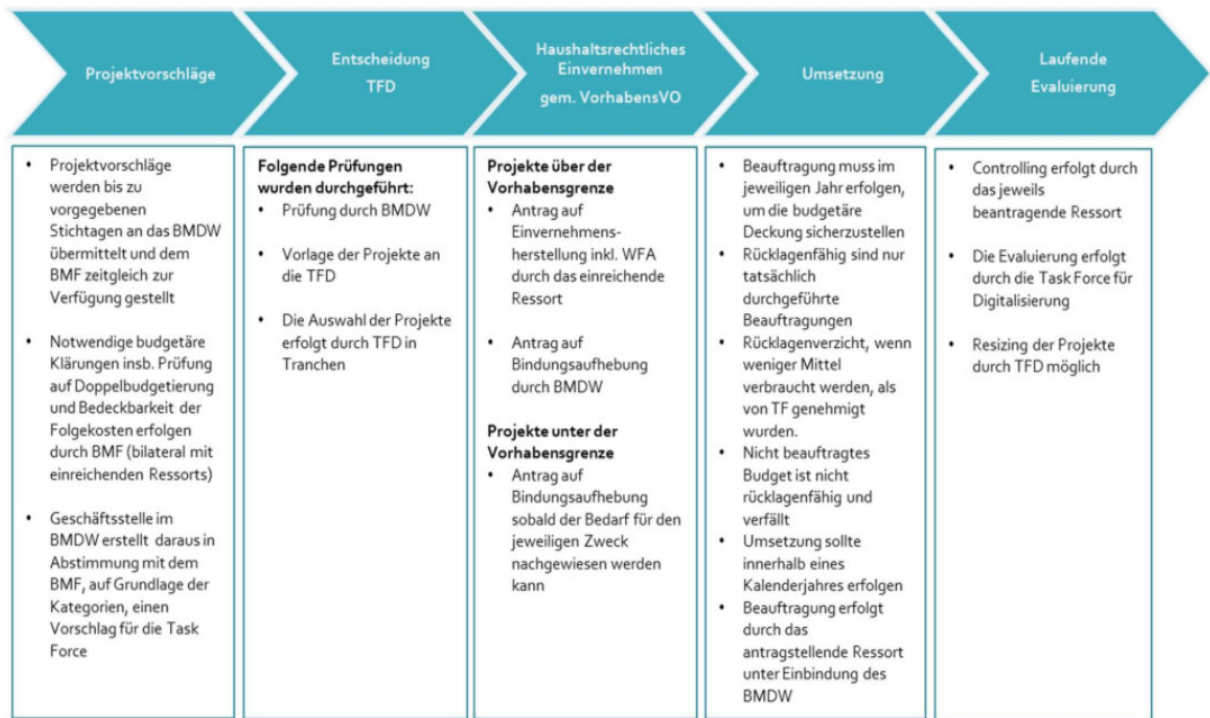 Projektvorschläge
Entscheidung
TFD
Haushaltsrechtliches
Einvernehmen
gem. VorhabensVO
Umsetzung
Laufende
Evaluierung
• Projektvorschläge
werden bis zu
vorgegebenen
Stichtagen an das BMDW
übermittelt und dem
BMF zeitgleich zur
Verfügung gestellt
• Notwendige budgetäre
Klärungen insb. Prüfung
auf Doppelbudgetierung
und Bedeckbarkeit der
Folgekosten erfolgen
durch BMF (bilateral mit
einreichenden Ressorts)
• Geschäftsstelle im
BMDW erstellt daraus in
Abstimmung mit dem
BMF, auf Grundlage der
Kategorien, einen
Vorschlag für die Task
Force
Folgende Prüfungen
wurden durchgeführt:
• Prüfung durch BMDW
• Vorlage der Projekte an
die TFD
• Die Auswahl der Projekte
erfolgt durch TFD in
Tranchen
Projekte über der
Vorhabensgrenze
• Antrag auf
Einvernehmens-
herstellung inkl. WFA
durch das einreichende
Ressort
• Antrag auf
Bindungsaufhebung
durch BMDW
Projekte unter der
Vorhabensgrenze
• Antrag auf
Bindungsaufhebung
sobald der Bedarf für den
jeweiligen Zweck
nachgewiesen werden
kann
• Beauftragung muss im
jeweiligen Jahr erfolgen,
um die budgetäre
Deckung sicherzustellen
• Rücklagenfähig sind nur
tatsächlich
durchgeführte
Beauftragungen
• Rücklagenverzicht, wenn
weniger Mittel
verbraucht werden, als
von TF genehmigt
wurden.
• Nicht beauftragtes
Budget ist nicht
rücklagenfähig und
verfällt
• Umsetzung sollte
innerhalb eines
Kalenderjahres erfolgen
• Beauftragung erfolgt
durch das
antragstellende Ressort
unter Einbindung des
BMDW
• Controlling erfolgt durch
das jeweils
beantragende Ressort
• Die Evaluierung erfolgt
durch die Task Force für
Digitalisierung
• Resizing der Projekte
durch TFD möglich